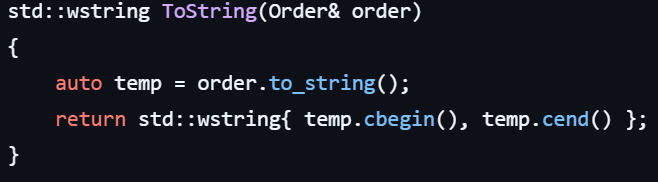 std::wstring ToString(Order& order)
{
    auto temp = order.to_string();
    return std::wstring{ temp.cbegin(), temp.cend() };
}